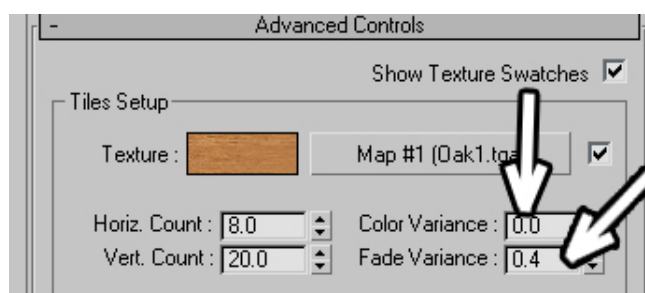 - Advanced Controls
Show Texture Swatches
Tiles Setup
Texture : Map #1 (Oak1.tga
Horiz. Count : 8.0 Color Variance : 0.0
Vert. Count : 20.0 Fade Variance : 0.4